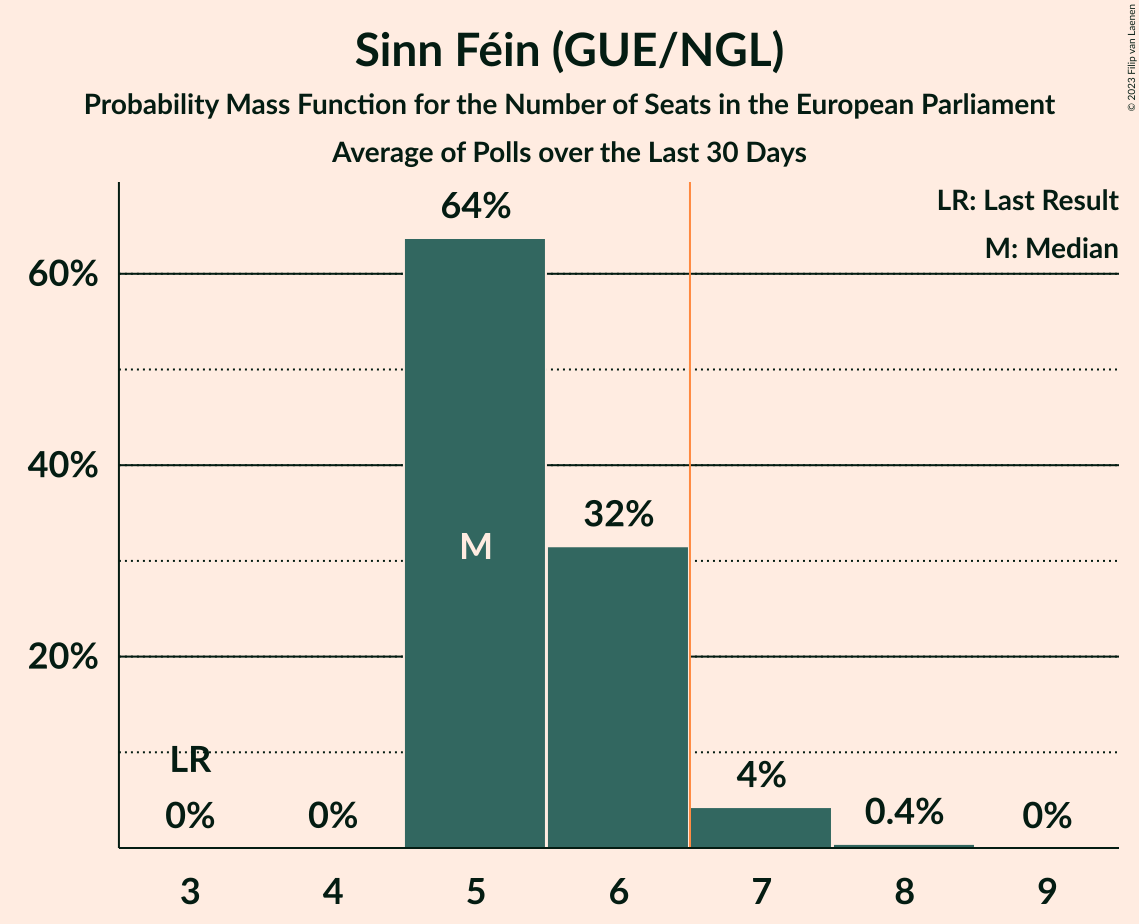 Sinn Féin (GUE/NGL)
Probability Mass Function for the Number of Seats in the European Parliament
Average of Polls over the Last 30 Days
© 2023 Filip van Laenen
LR: Last Result
M: Median
64%
60%
40%
32%
M
20%
LR
4%
0%
0%
0.4%
0%
3 4 5 6 7 8 9